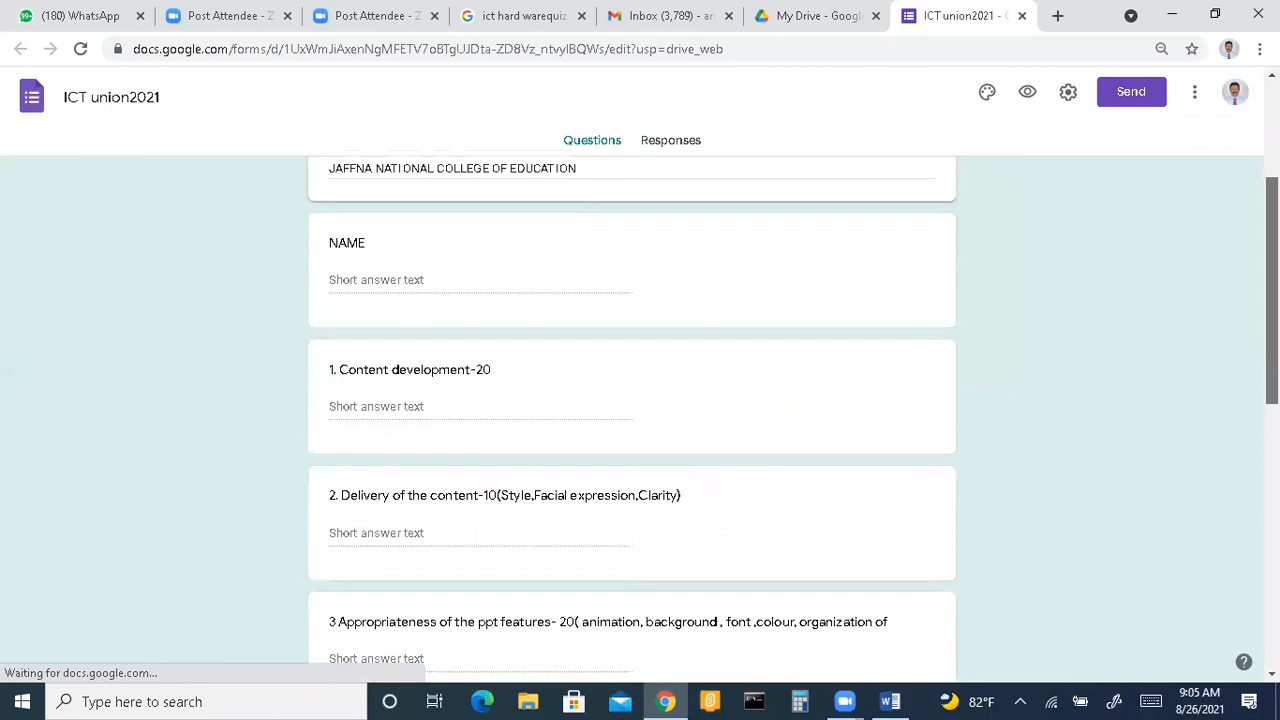 (180) WhatsApp
Post Attendee - Z
Post Attendee - Z
ict hard warequiz
Inbox (3,789) - an
My Drive - Google
ICT union2021 - G
docs.google.com/forms/d/1UxWmJiAxenNgMFETV7oBTgUJDta-ZD8Vz_ntvylBQWs/edit?usp=drive_web
ICT union2021
Send
Questions
Responses
JAFFNA NATIONAL COLLEGE OF EDUCATION
NAME
Short answer text
1. Content development-20
Short answer text
2. Delivery of the content-10(Style,Facial expression,Clarity)
Short answer text
3 Appropriateness of the ppt features- 20( animation, background , font ,colour, organization of
Short answer text
Waiting for docs.google.com...
Type here to search
82°F
9:05 AM
8/26/2021